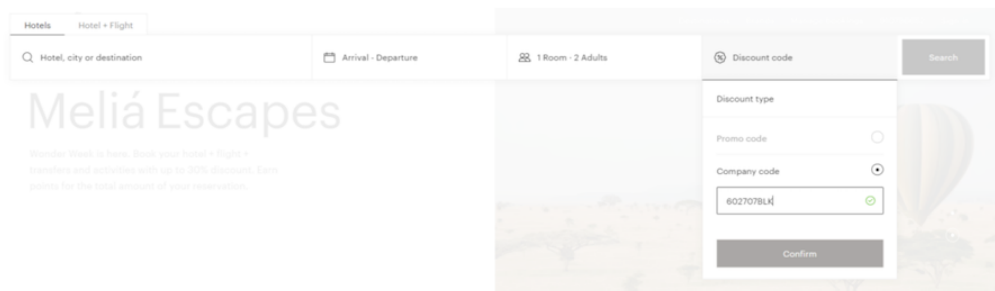 Hotels
Hotel + Flight
Hotel, city or destination
Arrival - Departure
1 Room - 2 Adults
Discount code
Search
Discount type
Meliá Escapes
Promo code
Wonder Week is here. Book your hotel + flight +
transfers and activities with up to 30% discount. Earn
points for the total amount of your reservation.
Company code
602707BLK
Confirm